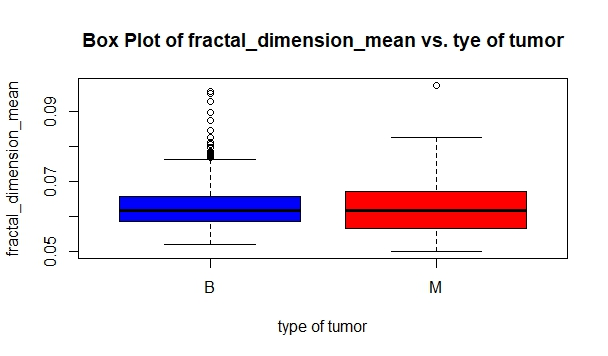 Box Plot of fractal_dimension_mean vs. tye of tumor
fractal_dimension_mean
0.09
0.07
0.05
B M
type of tumor